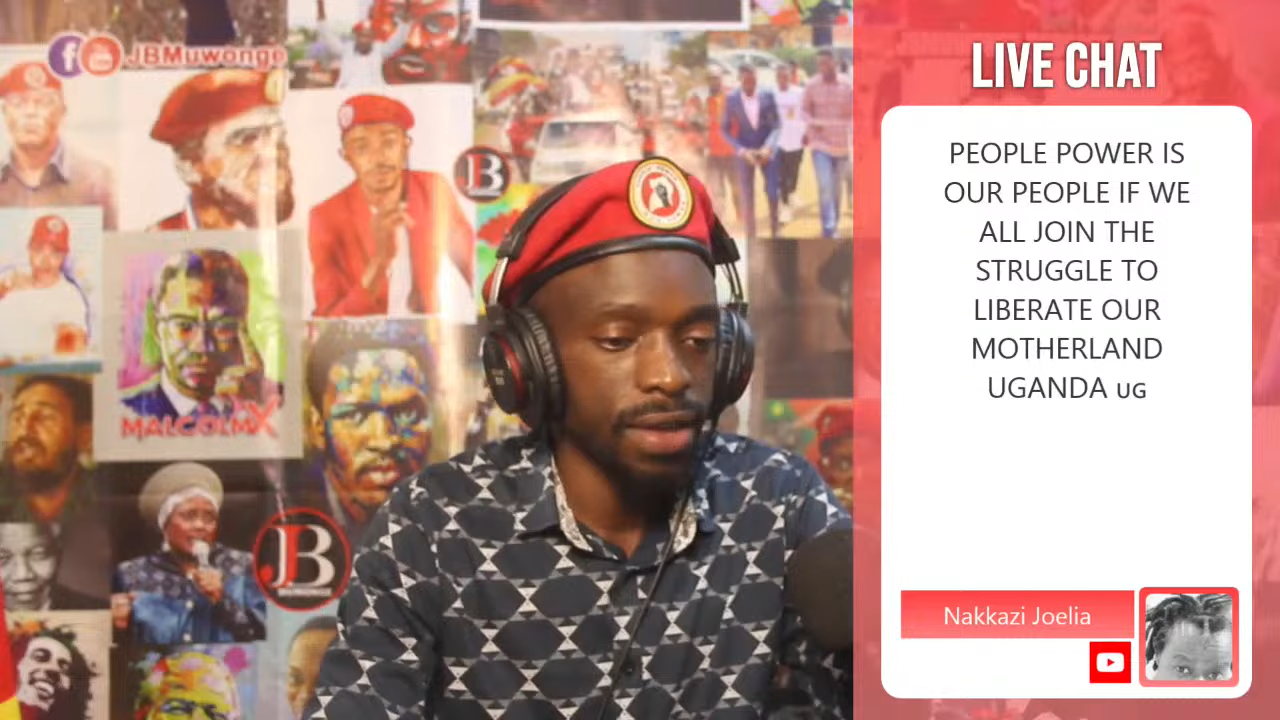 JBMuwonge
JB
JB
MUWONGE
MALCOLM X
LIVE CHAT
PEOPLE POWER IS
OUR PEOPLE IF WE
ALL JOIN THE
STRUGGLE TO
LIBERATE OUR
MOTHERLAND
UGANDA UG
Nakkazi Joelia